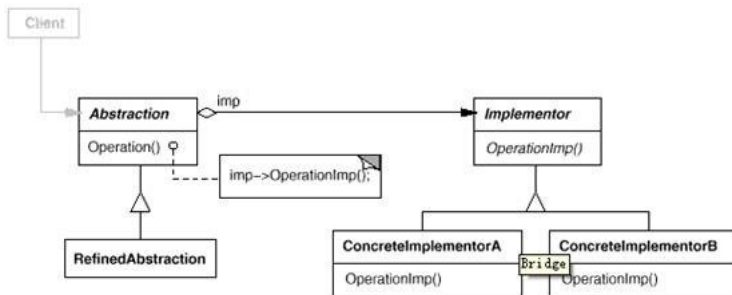 Client
imp
Abstraction
Implementor
Operation()
OperationImp()
imp->OperationImp();
RefinedAbstraction
ConcreteImplementorA
ConcreteImplementorB
Bridge
OperationImp()
OperationImp()